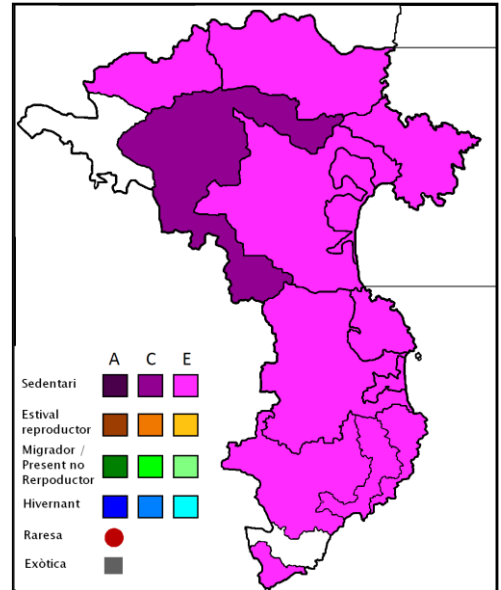 A C E
Sedentari
Estival
reproductor
Migrador /
Present no
Rerpoductor
Hivernant
Raresa
Exòtica